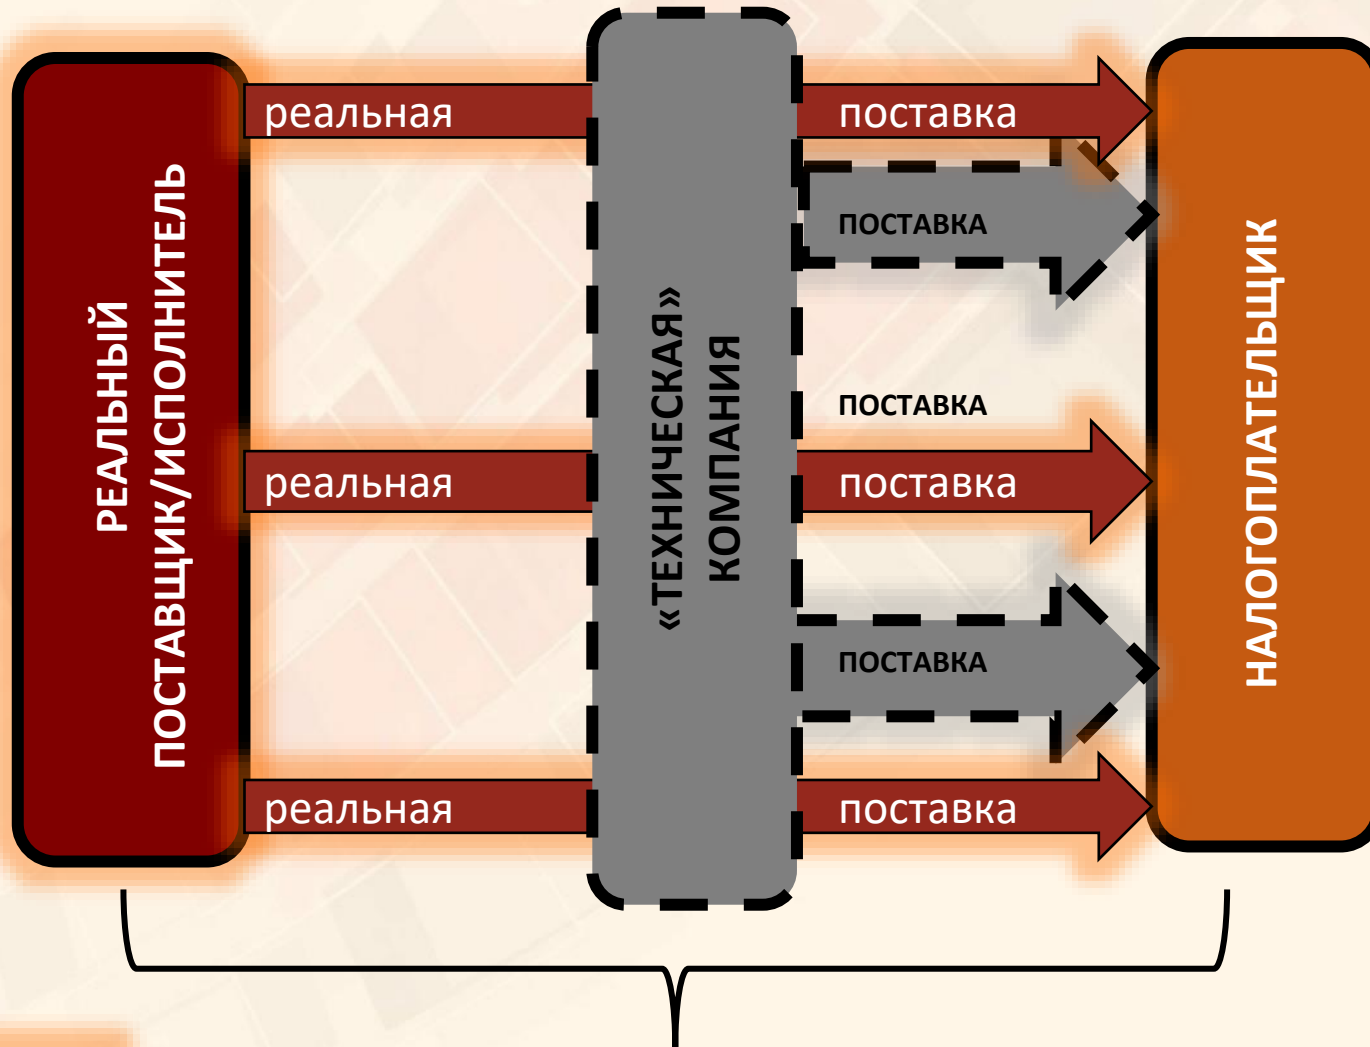 РЕАЛЬНЫЙ
ПОСТАВЩИК/ИСПОЛНИТЕЛЬ
реальная
реальная
реальная
«ТЕХНИЧЕСКАЯ»
КОМПАНИЯ
поставка
ПОСТАВКА
ПОСТАВКА
поставка
ПОСТАВКА
поставка
НАЛОГОПЛАТЕЛЬЩИК